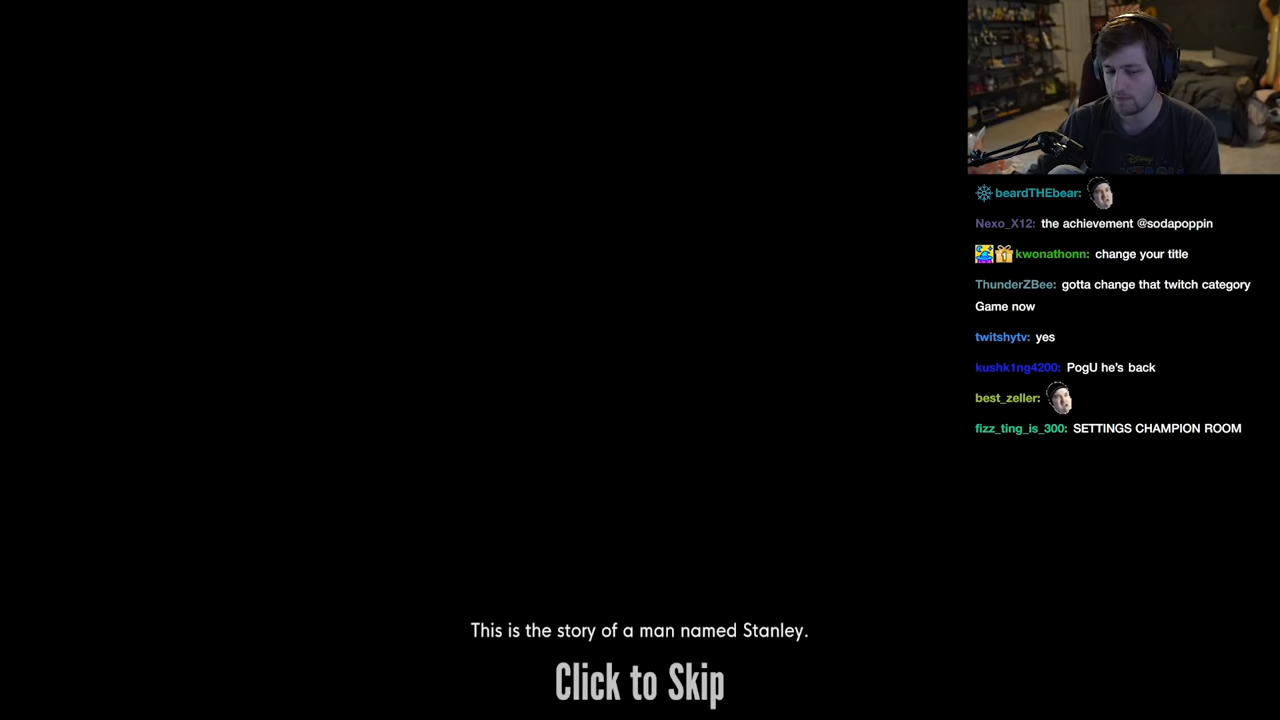 Disney
beardTHEbear:
Nexo_X12: the achievement @sodapoppin
kwonathonn: change your title
ThunderZBee: gotta change that twitch category
Game now
twitshytv: yes
kushk1ng4200: PogU he's back
best_zeller:
fizz_ting_is_300: SETTINGS CHAMPION ROOM
This is the story of a man named Stanley.
Click to Skip